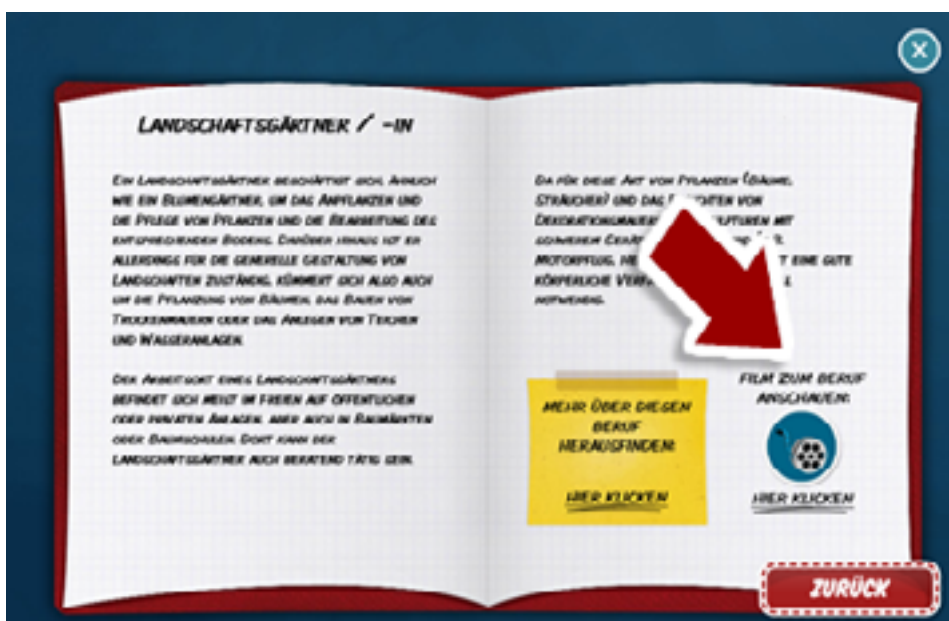 LANDSCHAFTSGÄRTNER / -IN
EIN LANDSCHAFTSGÄRTNER BESCHÄFTIGT SICH, ÄHNLICH
WIE EIN BLUMENGÄRTNER, UM DAS ANPFLANZEN UND
DIE PFLEGE VON PFLANZEN UND DIE BEARBEITUNG DES
ENTSPRECHENDEN BODENS. DARÜBER HINAUS IST ER
ALLERDINGS FÜR DIE GENERELLE GESTALTUNG VON
LANDSCHAFTEN ZUSTÄNDIG, KÜMMERT SICH ALSO AUCH
UM DIE PFLANZUNG VON BÄUMEN, DAS BAUEN VON
TROCKENMAUERN ODER DAS ANLEGEN VON TEICHEN
UND WASSERANLAGEN.
DER ARBEITSORT EINES LANDSCHAFTSGÄRTNERS
BEFINDET SICH MEIST IM FREIEN AUF ÖFFENTLICHEN
ODER PRIVATEN ANLAGEN, ABER AUCH IN BAUMÄRKTEN
ODER BAUMSCHULEN. DORT KANN DER
LANDSCHAFTSGÄRTNER AUCH BERATEND TÄTIG SEIN.
DA FÜR DIESE ART VON PFLANZEN (BÄUME,
STRÄUCHER) UND DAS VON
MIT
SCHWEREM
MOTORPFLUG, EINE GUTE
KÖRPERLICHE
NOTWENDIG.
MEHR ÜBER DIESEN
BERUF
HERAUSFINDEN:
HIER KLICKEN
FILM ZUM BERUF
ANSCHAUEN:
HIER KLICKEN
ZURÜCK